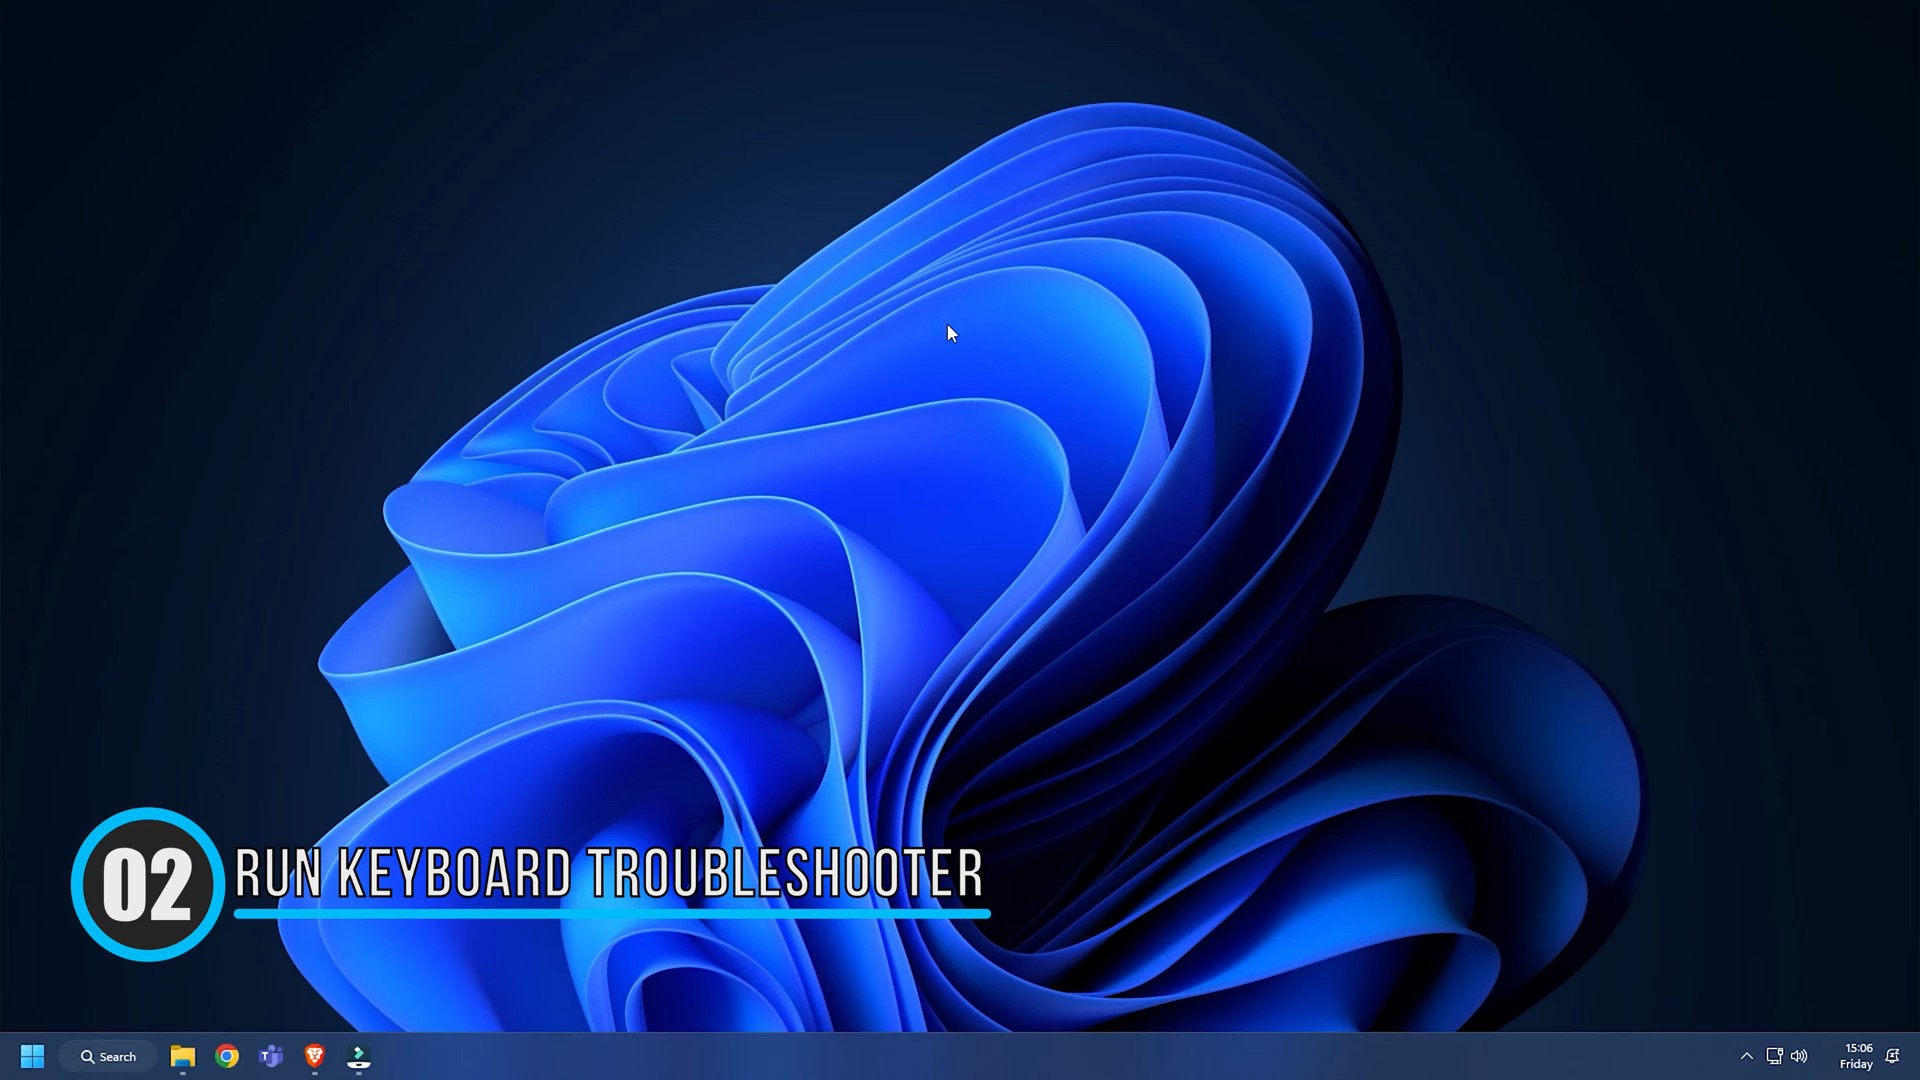 02
RUN KEYBOARD TROUBLESHOOTER
Search
15:06
Friday